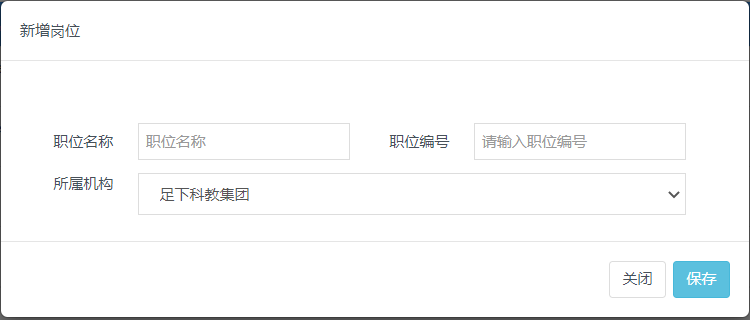 新增岗位
职位名称 职位名称 职位编号 请输入职位编号
所属机构 足下科教集团
关闭 保存